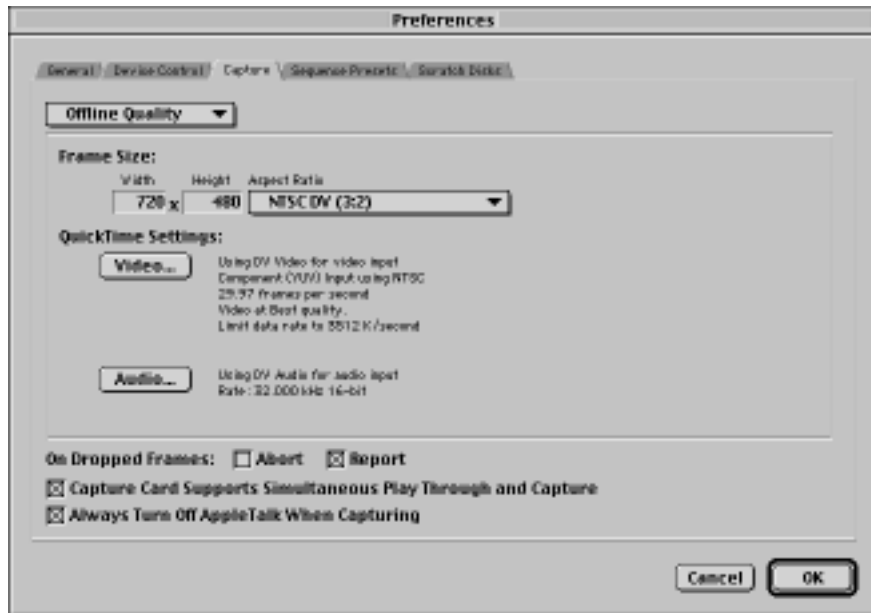 Preferences
General Device Control Capture Sequence Presets Scratch Disks
Offline Quality
Frame Size:
Width Height Aspect Ratio
720 x 480 NTSC DV (3:2)
QuickTime Settings:
Video... Using DV Video for video input
Component (YUV) Input using NTSC
29.97 frames per second
Video at Best quality.
Limit data rate to K/second
Audio... Using DV Audio for audio input
Rate: 32.000 kHz 16-bit
On Dropped Frames: Abort Report
Capture Card Supports Simultaneous Play Through and Capture
Always Turn Off AppleTalk When Capturing
Cancel OK